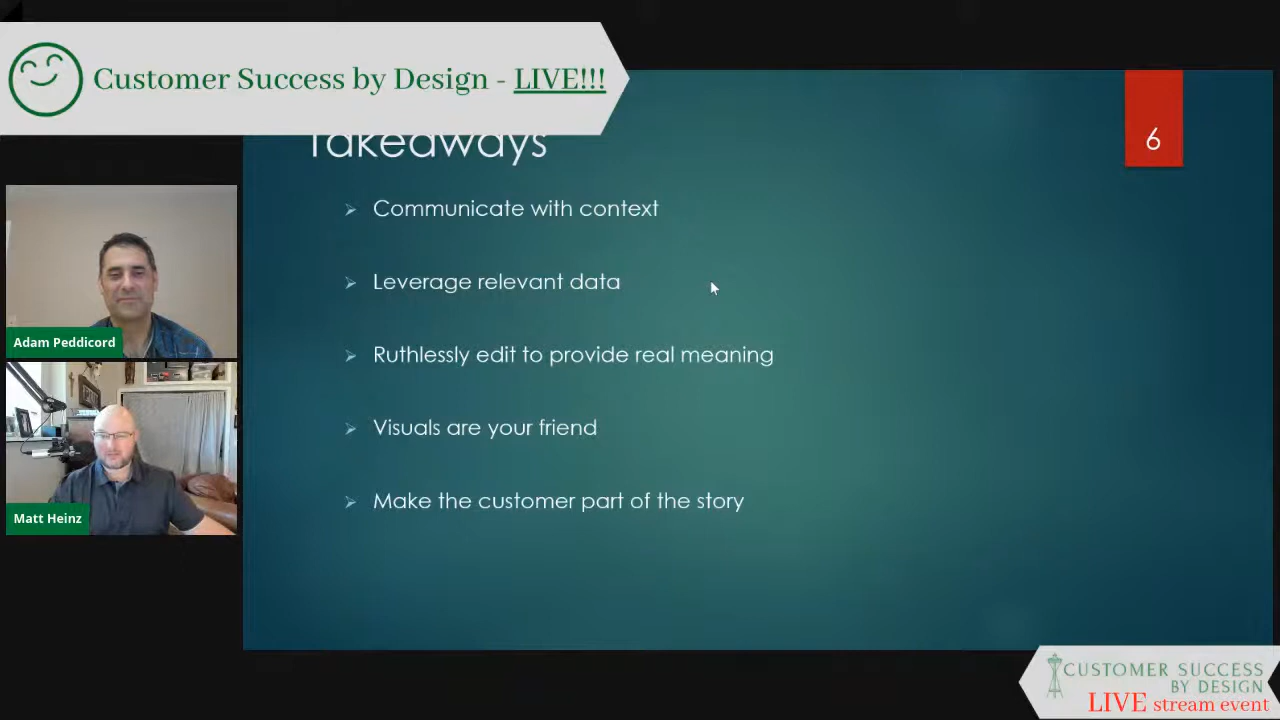 Customer Success by Design - LIVE!!!
Takeaways
6
Communicate with context
Leverage relevant data
Ruthlessly edit to provide real meaning
Visuals are your friend
Make the customer part of the story
Adam Peddicord
Matt Heinz
CUSTOMER SUCCESS
BY DESIGN
LIVE stream event